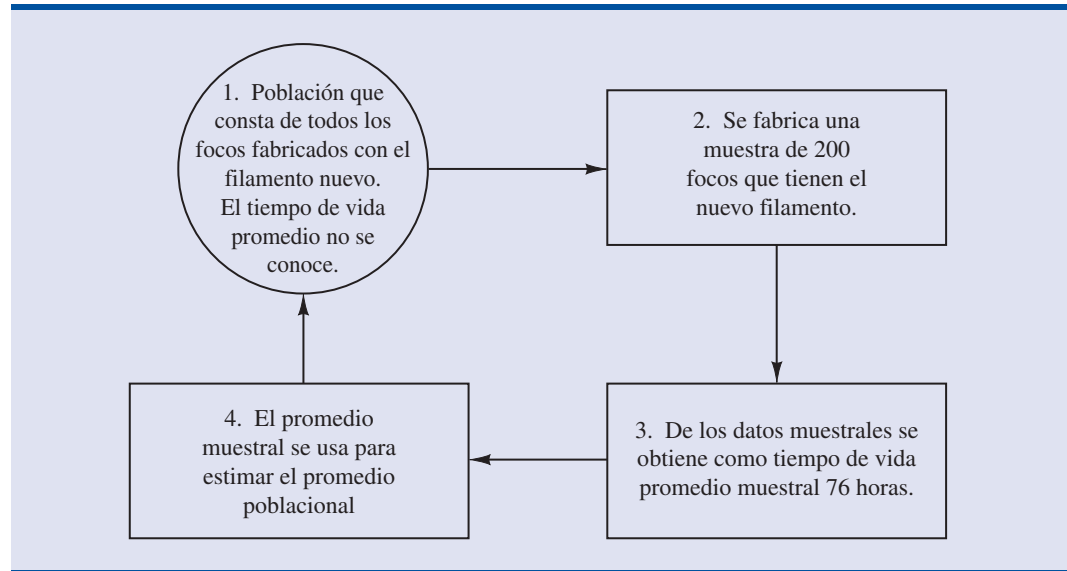 1. Población que
consta de todos los
focos fabricados con el
filamento nuevo.
El tiempo de vida
promedio no se
conoce.
2. Se fabrica una
muestra de 200
focos que tienen el
nuevo filamento.
3. De los datos muestrales se
obtiene como tiempo de vida
promedio muestral 76 horas.
4. El promedio
muestral se usa para
estimar el promedio
poblacional